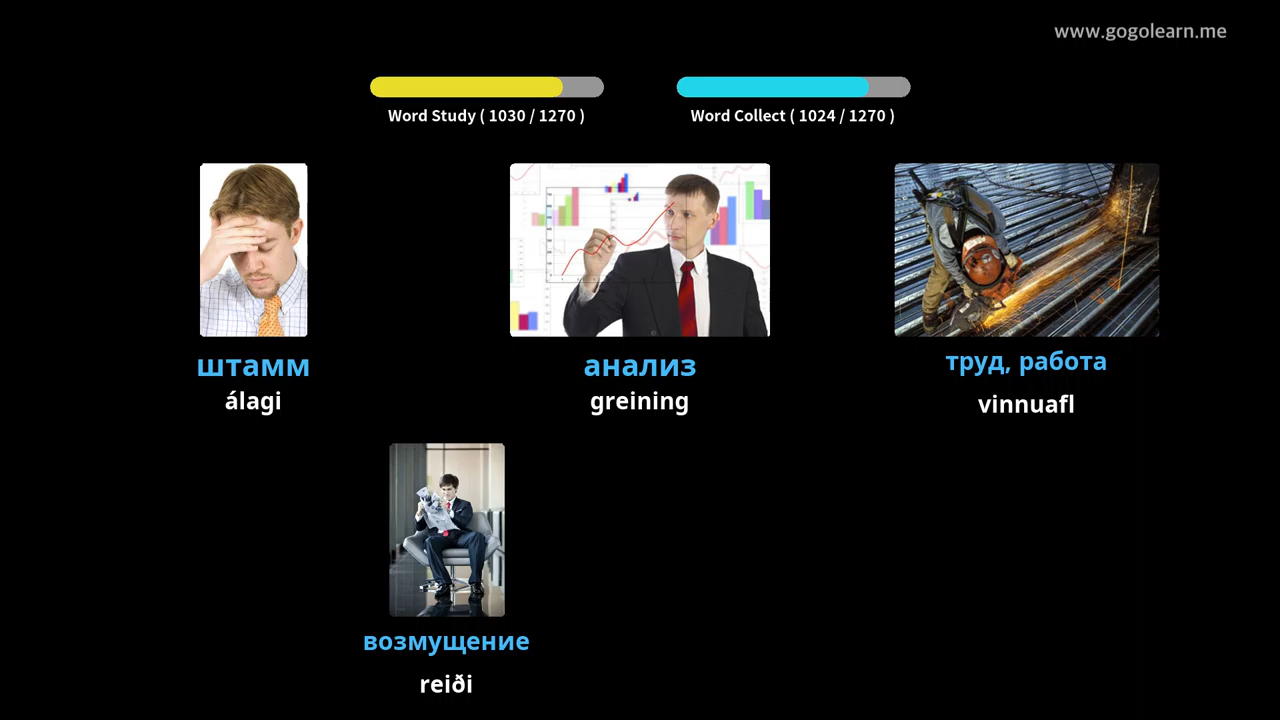 www.gogolearn.me
Word Study ( 1030 / 1270 )
Word Collect ( 1024 / 1270 )
штамм
álagi
анализ
greining
труд, работа
vinnuafl
возмущение
reiði